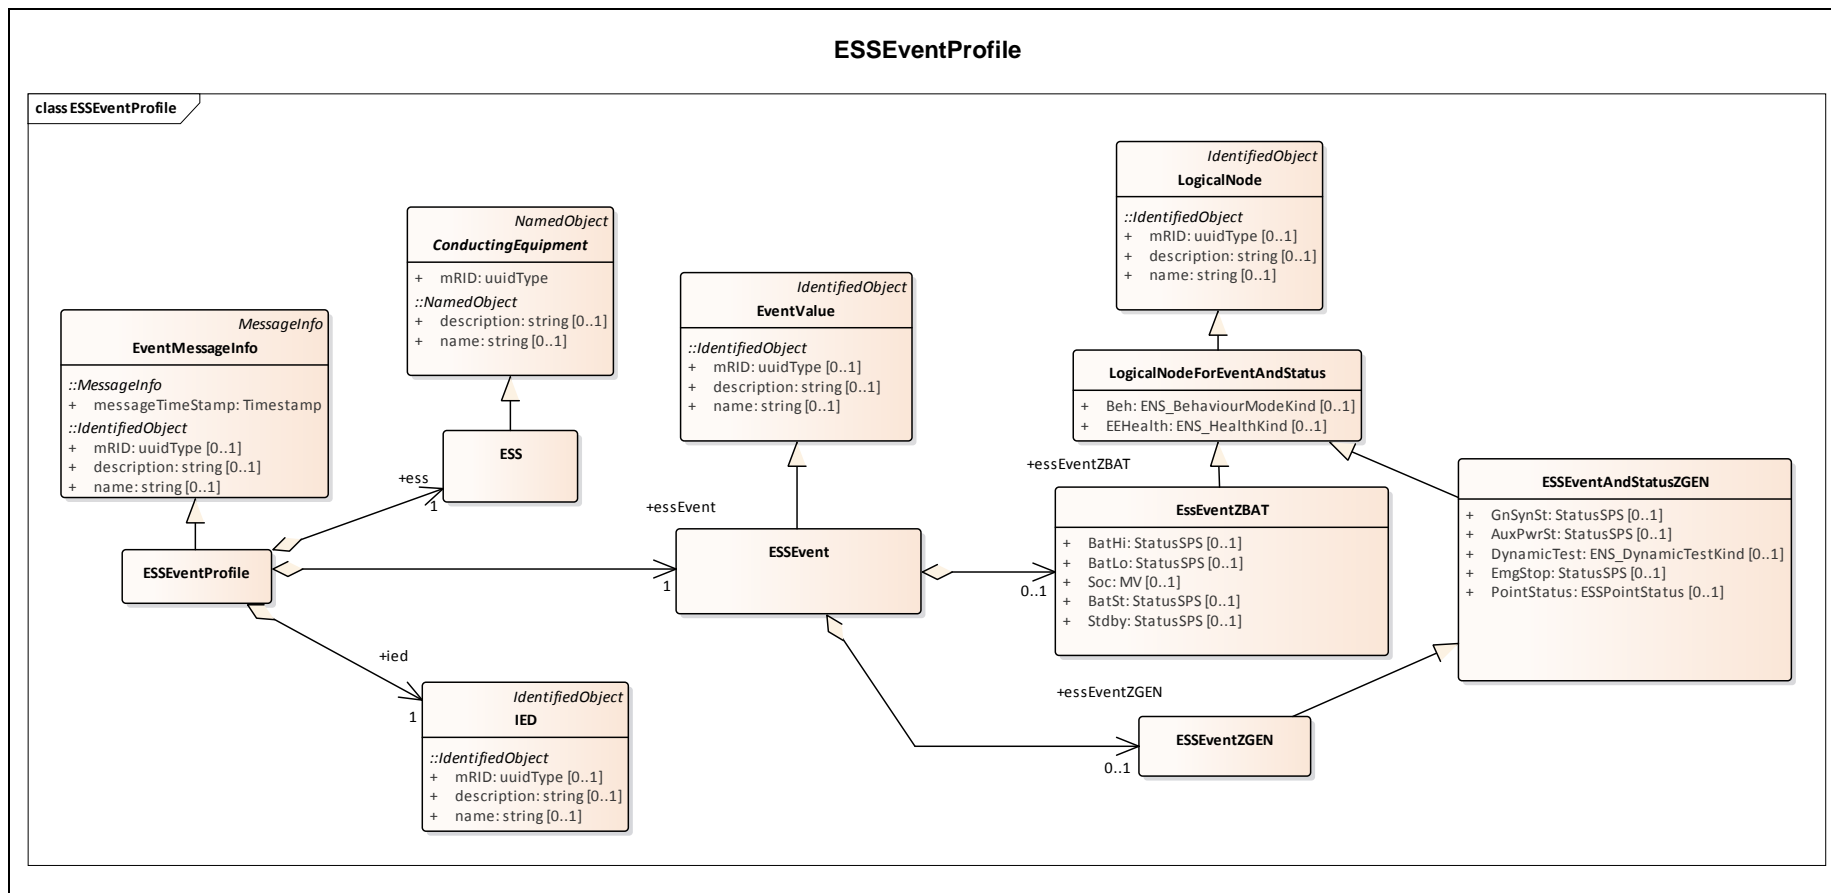 ESSEventProfile
class ESSEventProfile
MessageInfo
EventMessageInfo
::MessageInfo
+ messageTimeStamp: Timestamp
::IdentifiedObject
+ mRID: uuidType [0..1]
+ description: string [0..1]
+ name: string [0..1]
ESSEventProfile
NamedObject
ConductingEquipment
+ mRID: uuidType
::NamedObject
+ description: string [0..1]
+ name: string [0..1]
ESS
+ess
1
+ied
1
IdentifiedObject
IED
::IdentifiedObject
+ mRID: uuidType [0..1]
+ description: string [0..1]
+ name: string [0..1]
IdentifiedObject
EventValue
::IdentifiedObject
+ mRID: uuidType [0..1]
+ description: string [0..1]
+ name: string [0..1]
+essEvent
1
ESSEvent
IdentifiedObject
LogicalNode
::IdentifiedObject
+ mRID: uuidType [0..1]
+ description: string [0..1]
+ name: string [0..1]
LogicalNodeForEventAndStatus
+ Beh: ENS_BehaviourModeKind [0..1]
+ EEHealth: ENS_HealthKind [0..1]
+essEventZBAT
0..1
EssEventZBAT
+ BatHi: StatusSPS [0..1]
+ BatLo: StatusSPS [0..1]
+ Soc: MV [0..1]
+ BatSt: StatusSPS [0..1]
+ Stdby: StatusSPS [0..1]
ESSEventAndStatusZGEN
+ GnSynSt: StatusSPS [0..1]
+ AuxPwrSt: StatusSPS [0..1]
+ DynamicTest: ENS_DynamicTestKind [0..1]
+ EmgStop: StatusSPS [0..1]
+ PointStatus: ESSPointStatus [0..1]
+essEventZGEN
0..1
ESSEventZGEN